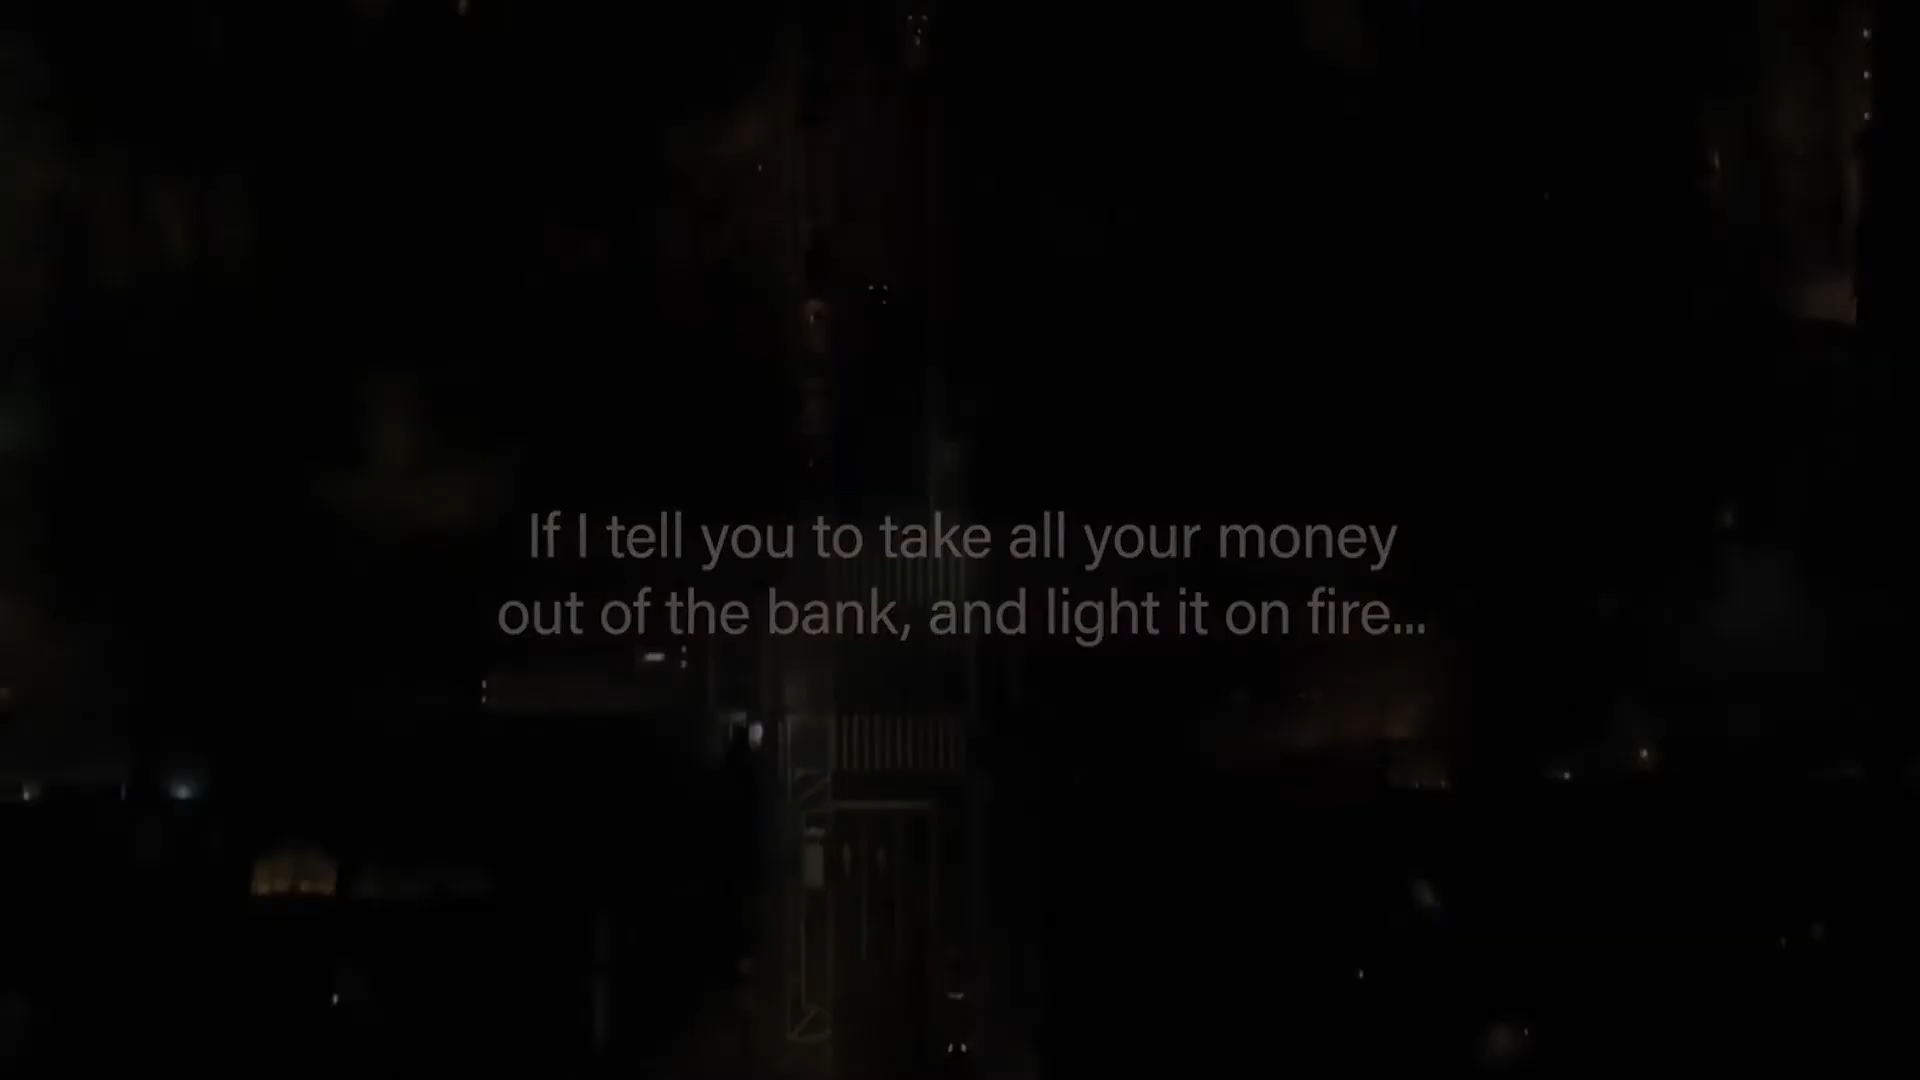 If I tell you to take all your money
out of the bank, and light it on fire...